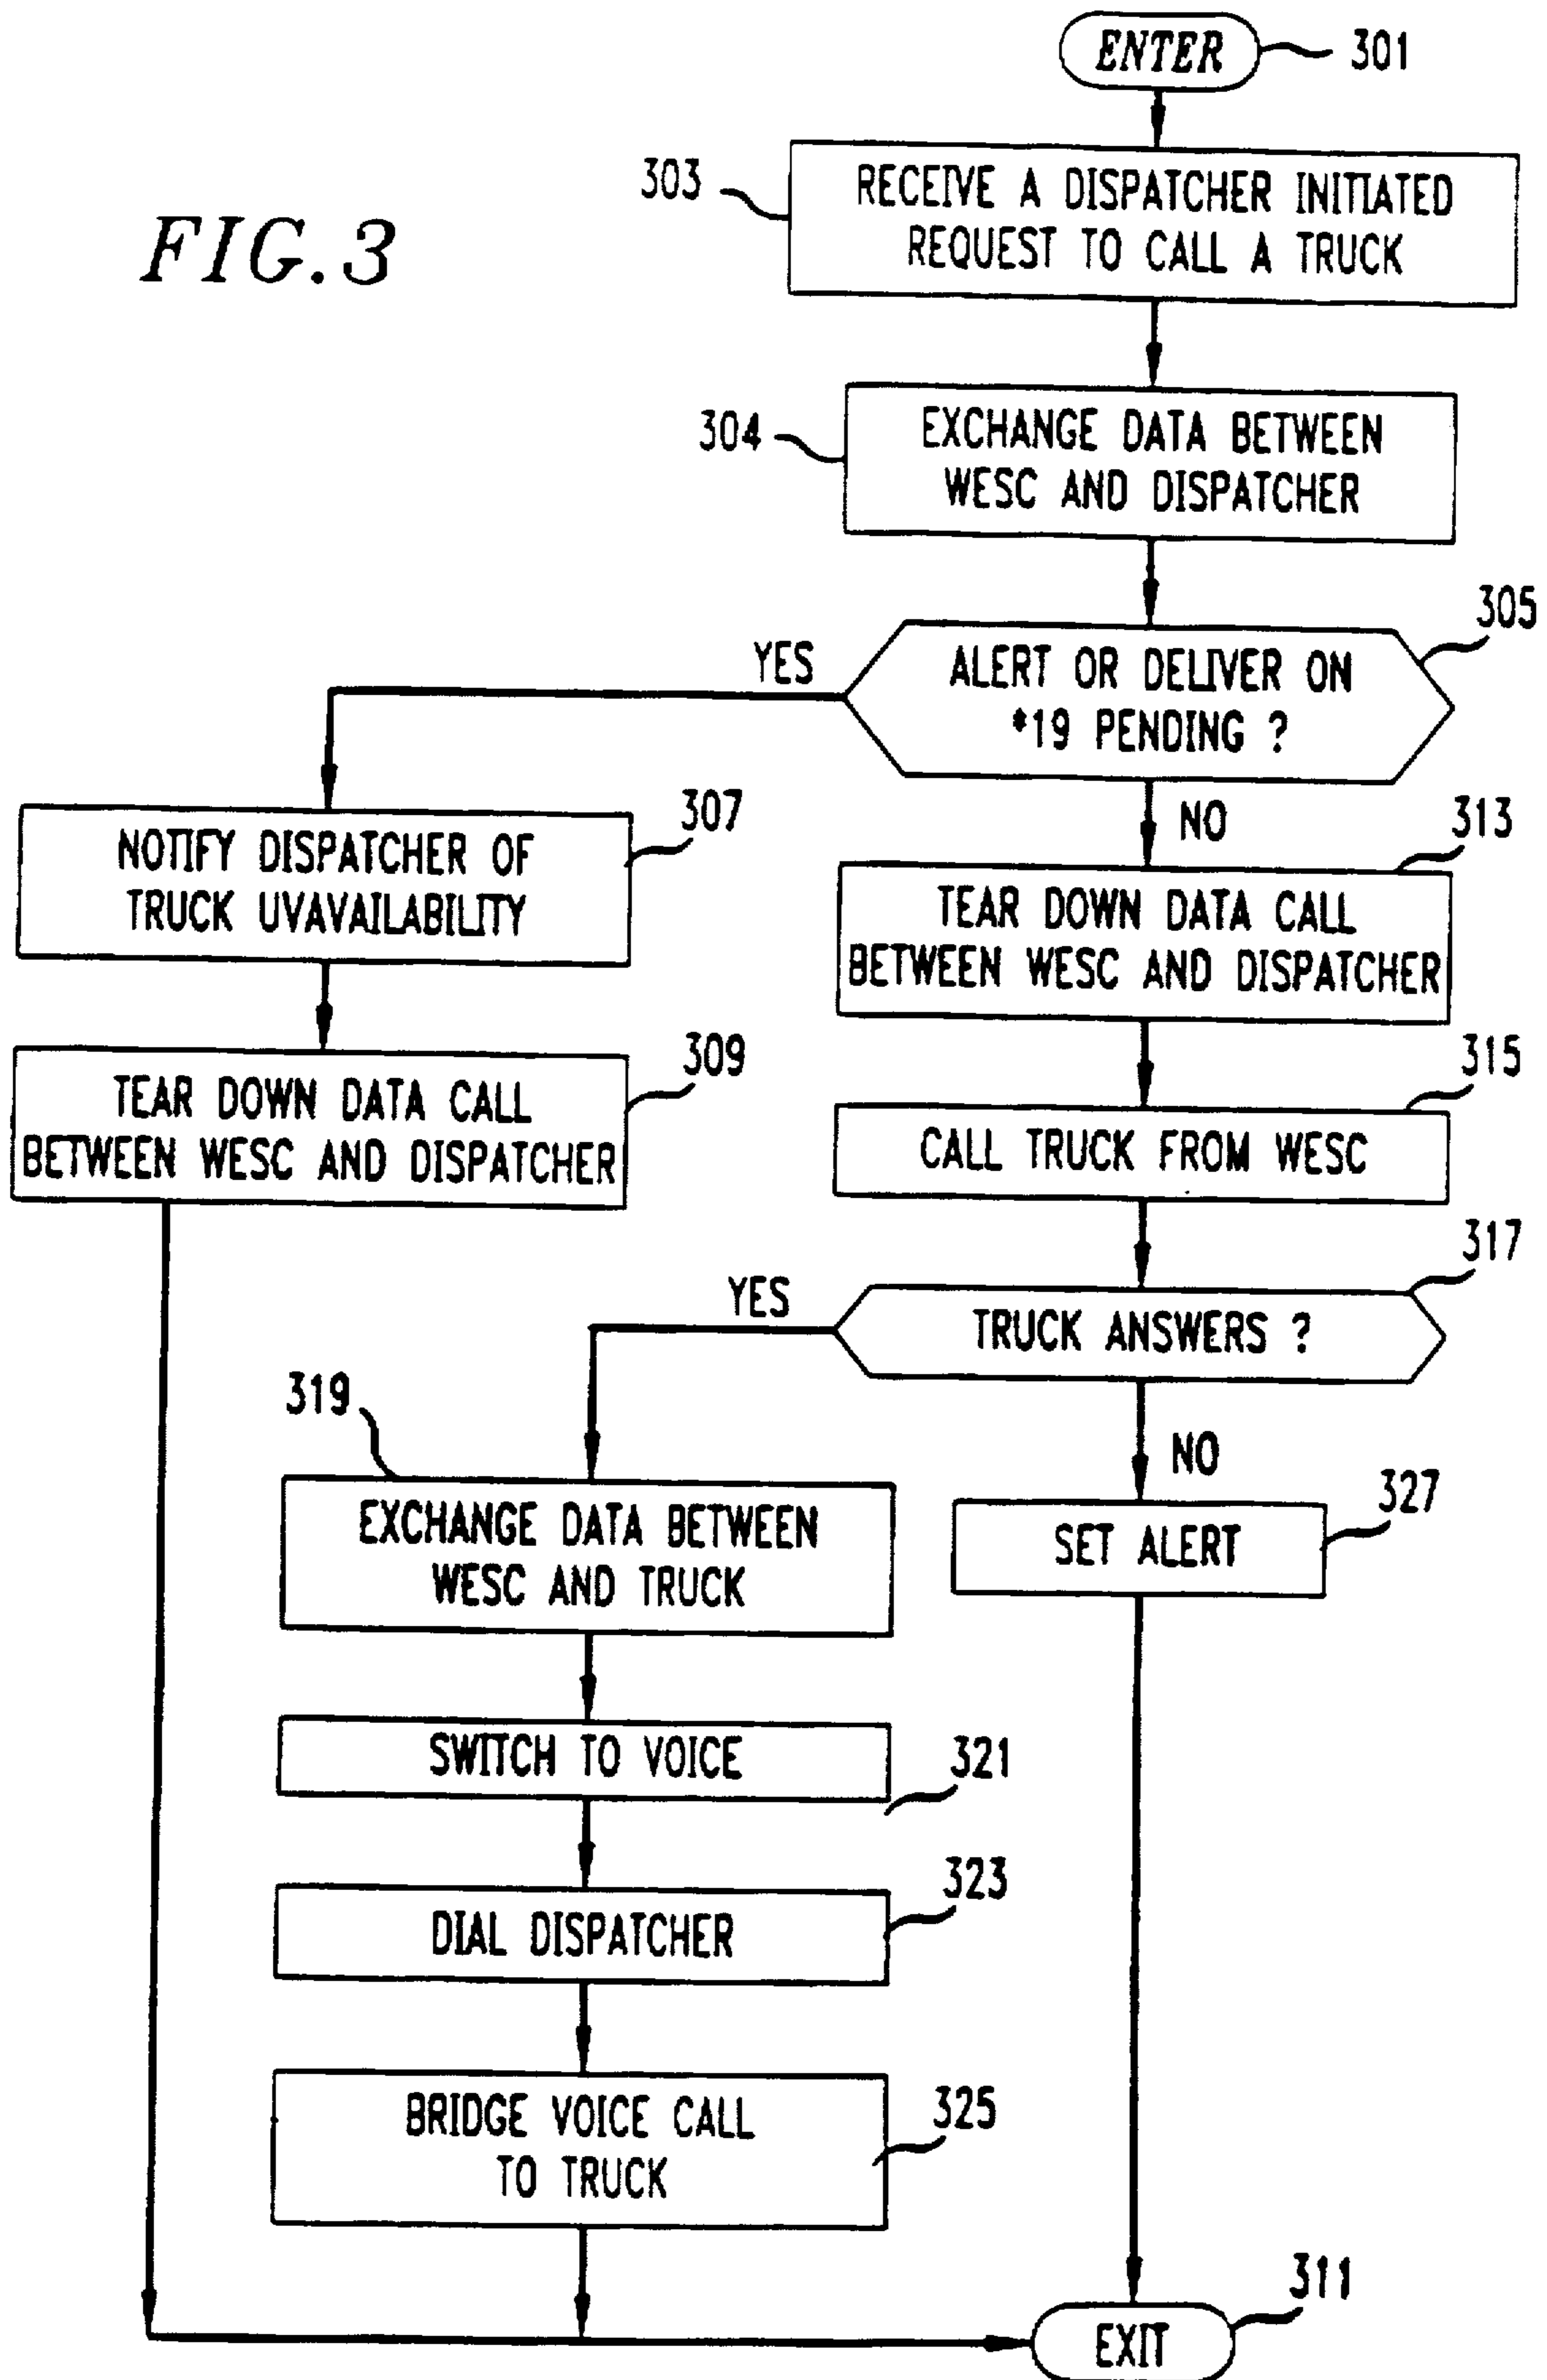 ENTER
301
303
RECEIVE A DISPATCHER INITIATED
REQUEST TO CALL A TRUCK
FIG. 3
304
EXCHANGE DATA BETWEEN
WESC AND DISPATCHER
305
YES
ALERT OR DELIVER ON
*19 PENDING ?
307
NOTIFY DISPATCHER OF
TRUCK UVAVAILABILITY
NO
313
TEAR DOWN DATA CALL
BETWEEN WESC AND DISPATCHER
309
TEAR DOWN DATA CALL
BETWEEN WESC AND DISPATCHER
315
CALL TRUCK FROM WESC
317
YES
TRUCK ANSWERS ?
319
EXCHANGE DATA BETWEEN
WESC AND TRUCK
NO
327
SET ALERT
SWITCH TO VOICE
321
323
DIAL DISPATCHER
BRIDGE VOICE CALL
TO TRUCK
325
311
EXIT